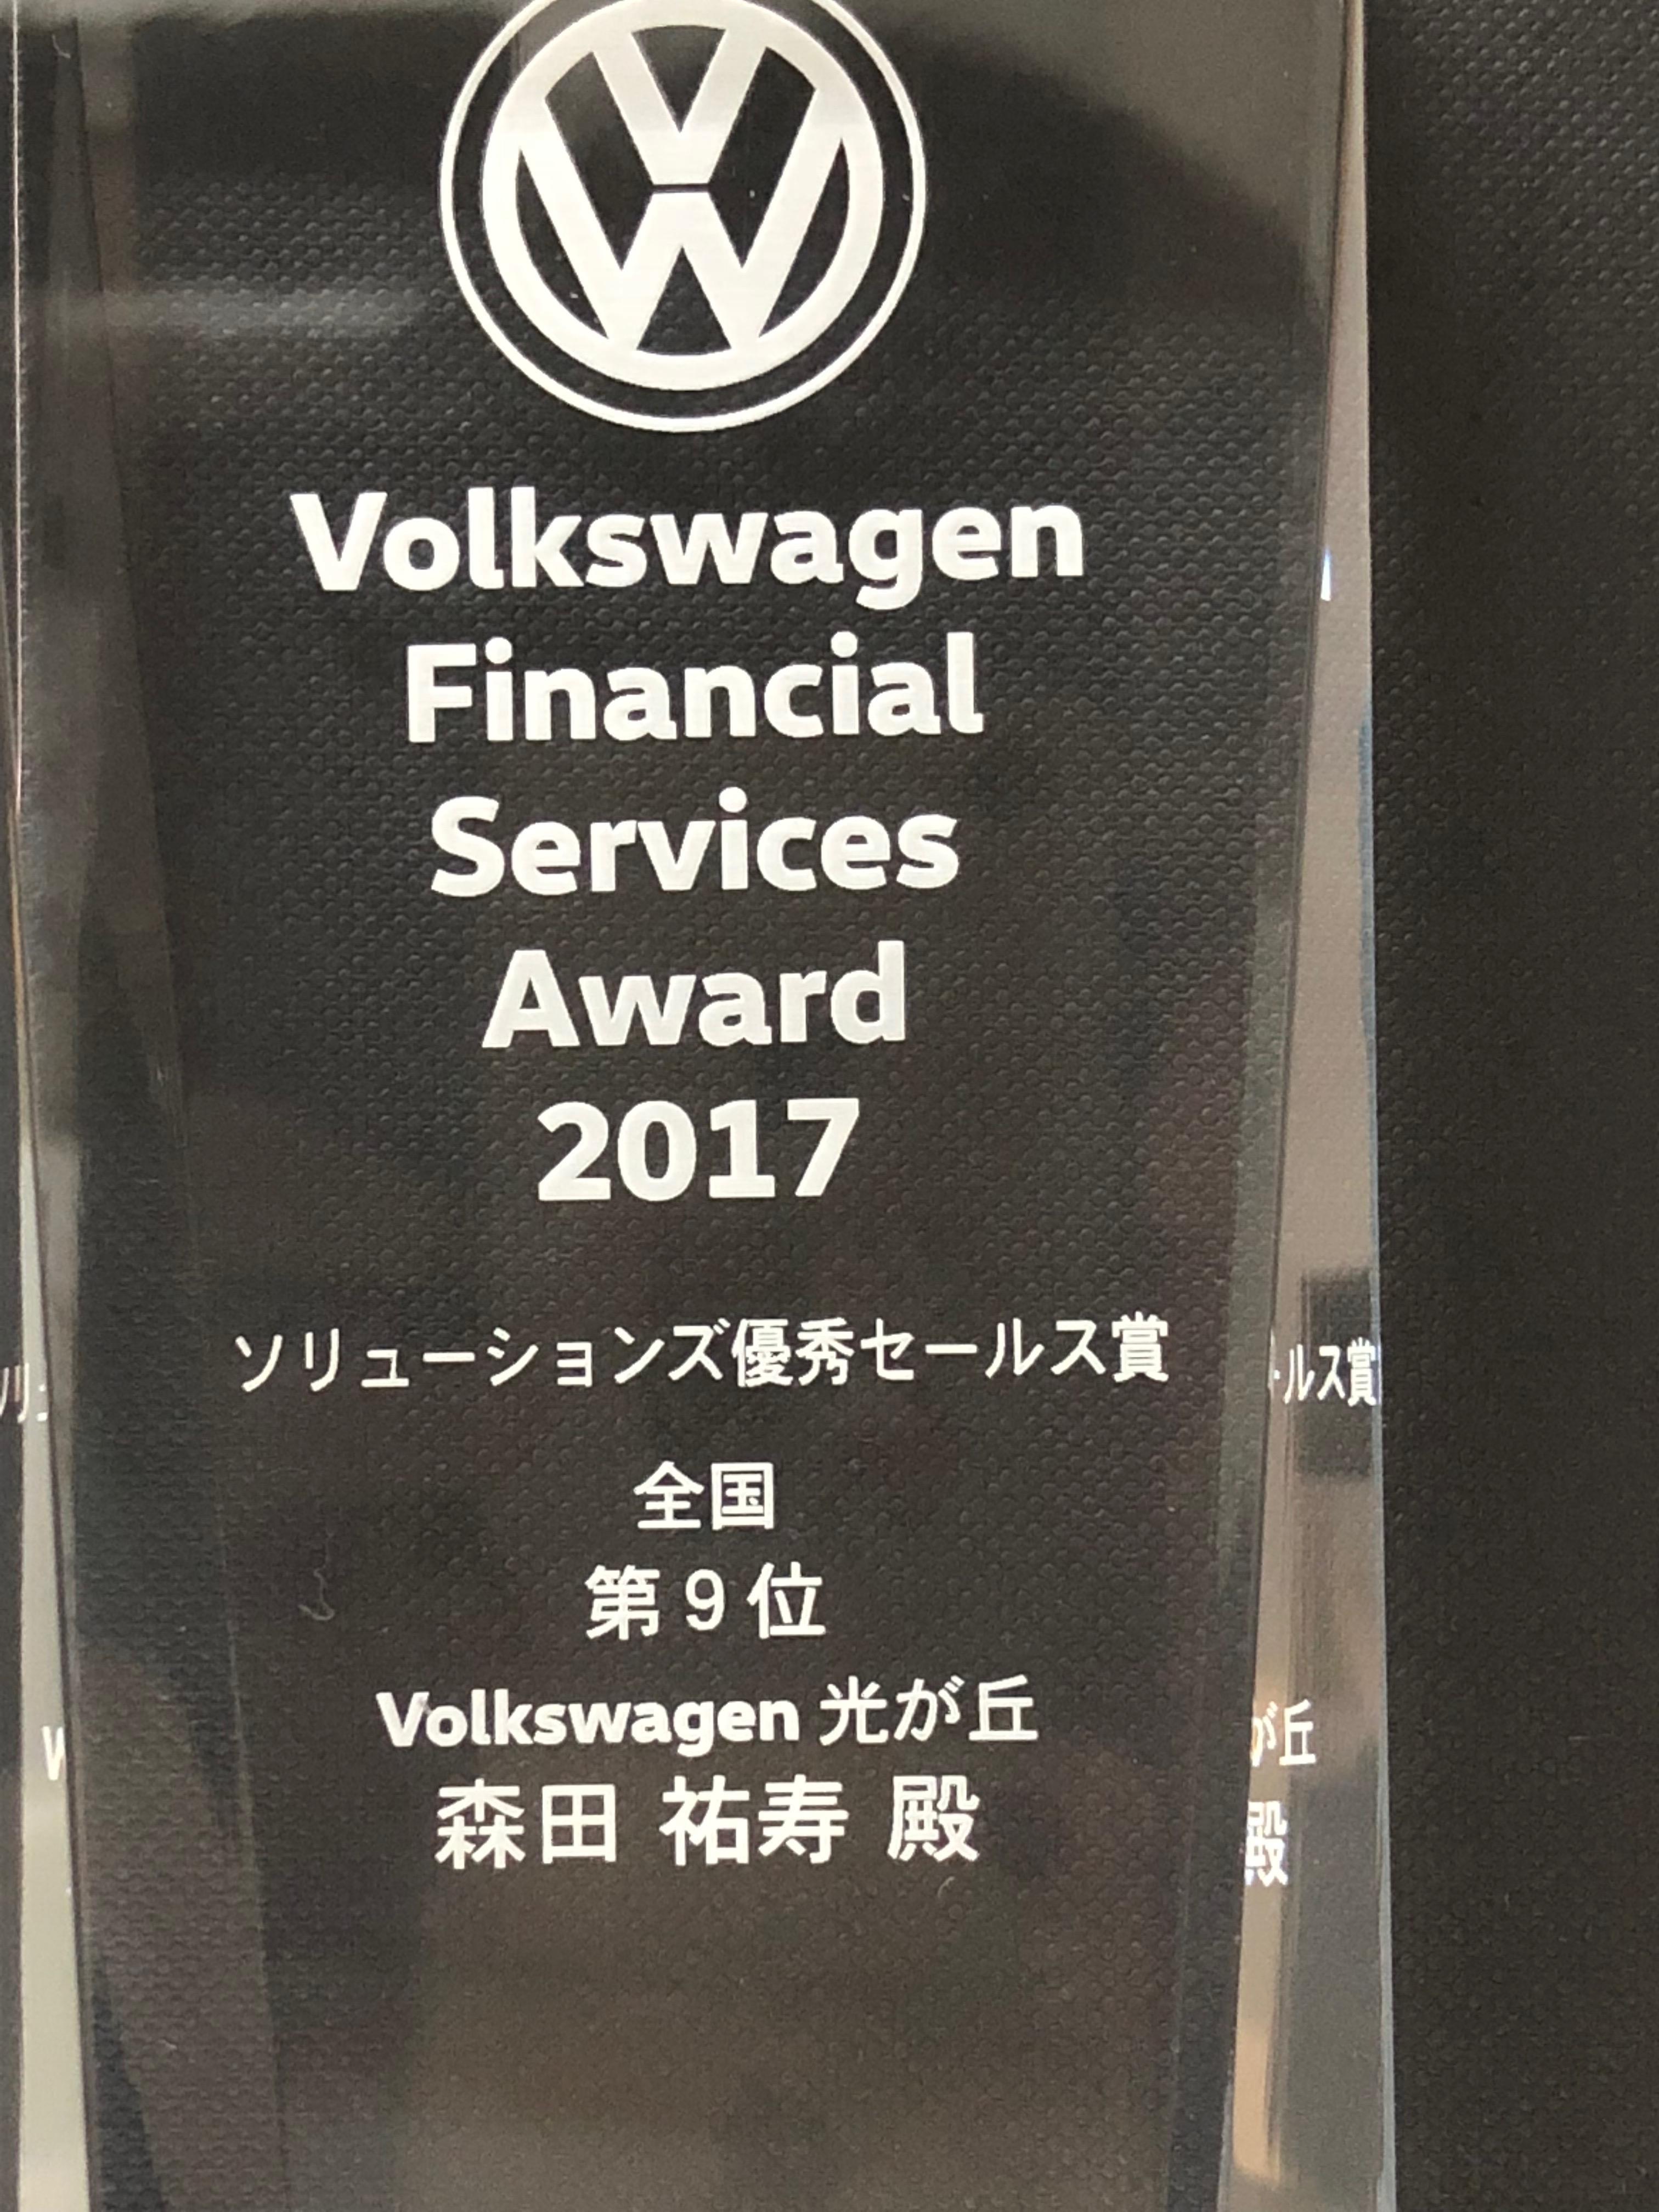 Volkswagen
Financial
Services
Award
2017
ソリューションズ優秀セールス賞
全国
第9位
Volkswagen 光が丘
森田 祐寿 殿